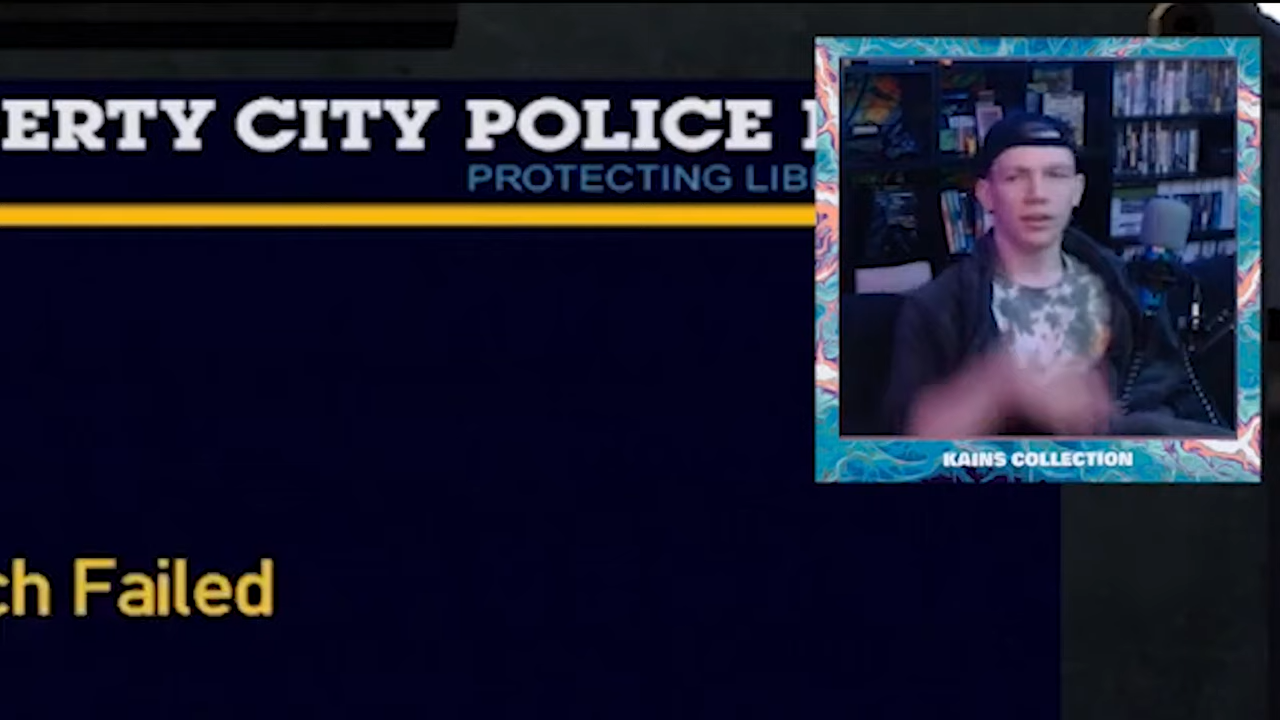 ERTY CITY POLICE
PROTECTING LIB
KAINS COLLECTION
ch Failed